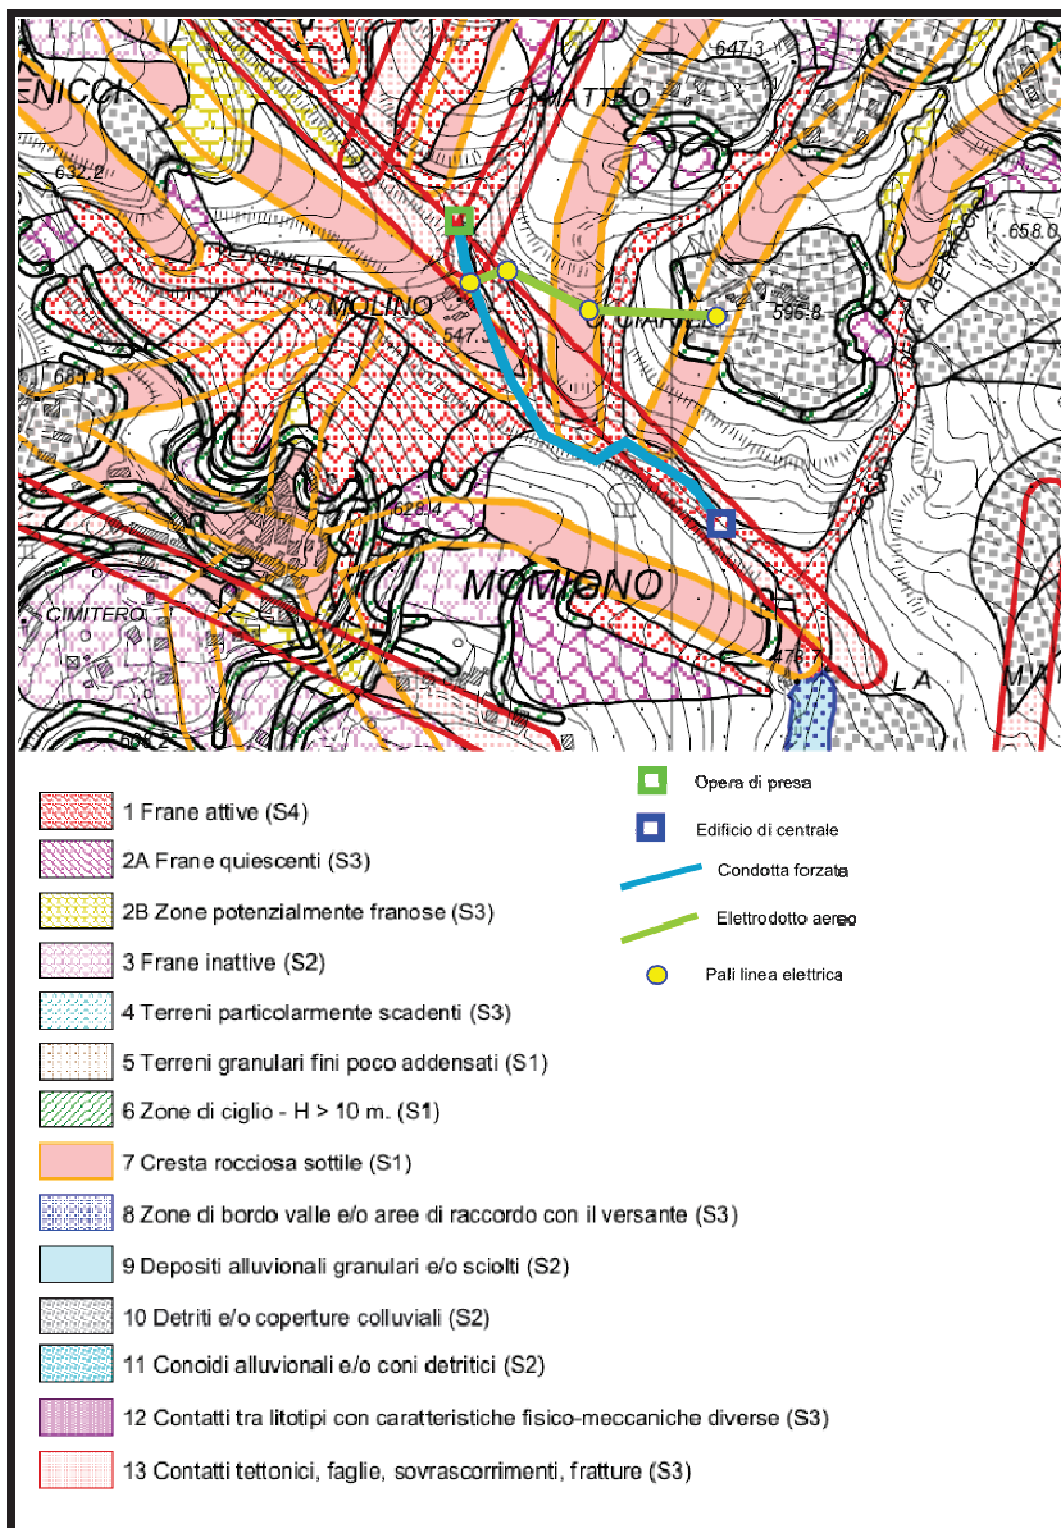 ENICCI
647.3
632.2
658.0
VERGINELLA
MOLINO
547.
596.8
ALBERTOCCO
628.4
MOMIGNO
CIMITERO
LA
Opera di presa
Edificio di centrale
Condotta forzata
Elettrodotto aereo
Pali linea elettrica
1 Frane attive (S4)
2A Frane quiescenti (S3)
2B Zone potenzialmente franose (S3)
3 Frane inattive (S2)
4 Terreni particolarmente scadenti (S3)
5 Terreni granulari fini poco addensati (S1)
6 Zone di ciglio - H > 10 m. (S1)
7 Cresta rocciosa sottile (S1)
8 Zone di bordo valle e/o aree di raccordo con il versante (S3)
9 Depositi alluvionali granulari e/o sciolti (S2)
10 Detriti e/o coperture colluviali (S2)
11 Conoidi alluvionali e/o coni detritici (S2)
12 Contatti tra litotipi con caratteristiche fisico-meccaniche diverse (S3)
13 Contatti tettonici, faglie, sovrascorrimenti, fratture (S3)